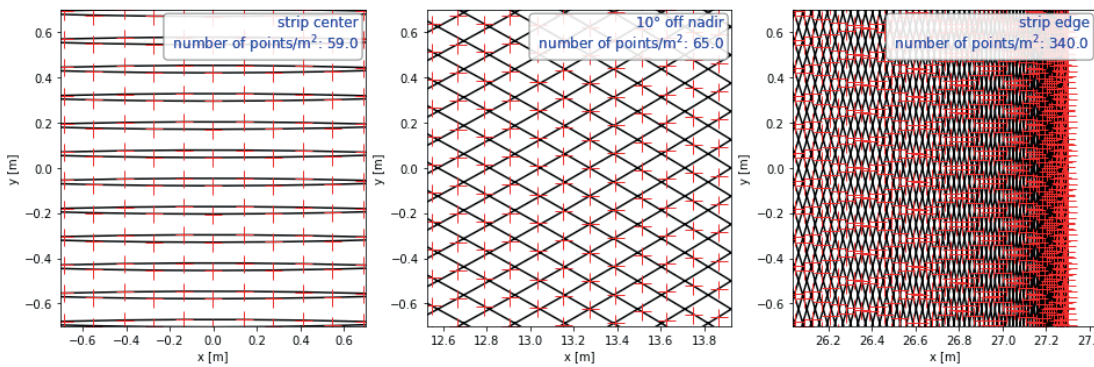 strip center
number of points/m²: 59.0
0.6
0.4
0.2
0.0
−0.2
−0.4
−0.6
y [m]
−0.6 −0.4 −0.2 0.0 0.2 0.4 0.6
x [m]
10° off nadir
number of points/m²: 65.0
0.6
0.4
0.2
0.0
−0.2
−0.4
−0.6
y [m]
12.6 12.8 13.0 13.2 13.4 13.6 13.8
x [m]
strip edge
number of points/m²: 340.0
0.6
0.4
0.2
0.0
−0.2
−0.4
−0.6
y [m]
26.2 26.4 26.6 26.8 27.0 27.2 27.
x [m]